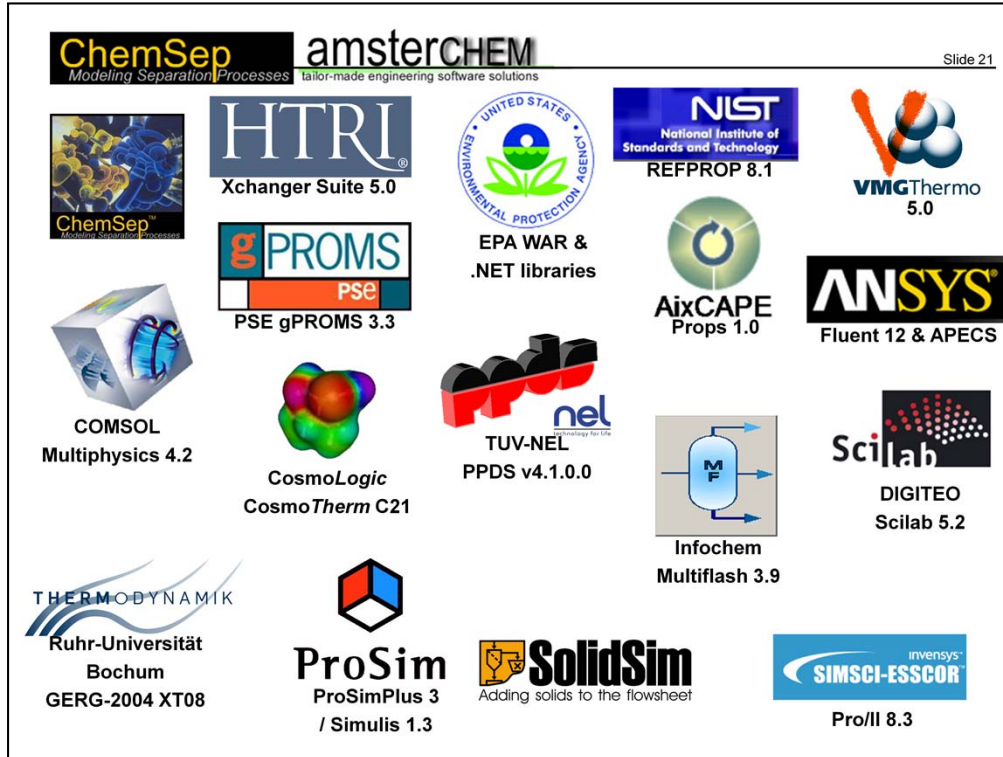 ChemSep
Modeling Separation Processes
amsterCHEM
tailor-made engineering software solutions
Slide 21
ChemSep™
Modeling Separation Processes
HTRI®
Xchanger Suite 5.0
UNITED STATES
ENVIRONMENTAL PROTECTION AGENCY
EPA WAR &
.NET libraries
NIST
National Institute of
Standards and Technology
REFPROP 8.1
VMGThermo
5.0
gPROMS
PSe
PSE gPROMS 3.3
AixCAPE
Props 1.0
ANSYS®
Fluent 12 & APECS
COMSOL
Multiphysics 4.2
CosmoLogic
CosmoTherm C21
ppds
nel
technology for life
TUV-NEL
PPDS v4.1.0.0
MF
Infochem
Multiflash 3.9
Scilab
DIGITEO
Scilab 5.2
THERMODYNAMIK
Ruhr-Universität
Bochum
GERG-2004 XT08
ProSim
ProSimPlus 3
/ Simulis 1.3
SolidSim
Adding solids to the flowsheet
invensys™
SIMSCI-ESSCOR™
Pro/II 8.3